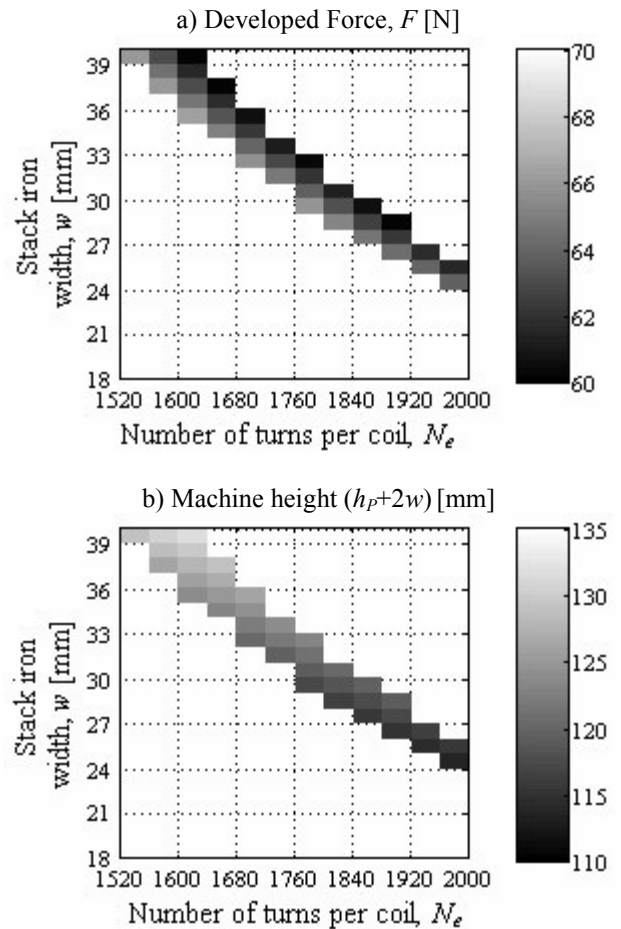 a) Developed Force, F [N]
39
36
33
30
27
24
21
18
Stack iron
width, w [mm]
1520 1600 1680 1760 1840 1920 2000
Number of turns per coil, Nₑ
70
68
66
64
62
60
b) Machine height (h_P+2w) [mm]
39
36
33
30
27
24
21
18
Stack iron
width, w [mm]
1520 1600 1680 1760 1840 1920 2000
Number of turns per coil, Nₑ
135
130
125
120
115
110